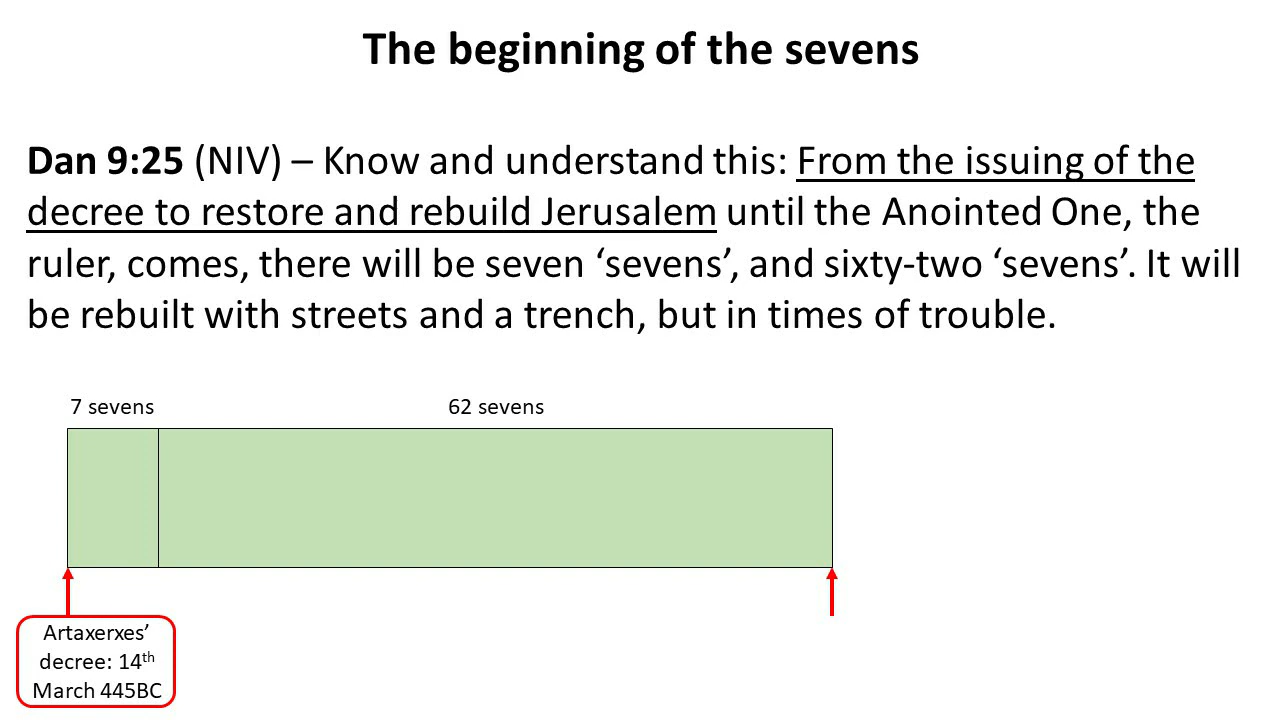 The beginning of the sevens
Dan 9:25 (NIV) – Know and understand this: From the issuing of the
decree to restore and rebuild Jerusalem until the Anointed One, the
ruler, comes, there will be seven ‘sevens’, and sixty-two ‘sevens’. It will
be rebuilt with streets and a trench, but in times of trouble.
7 sevens
62 sevens
Artaxerxes’
decree: 14th
March 445BC